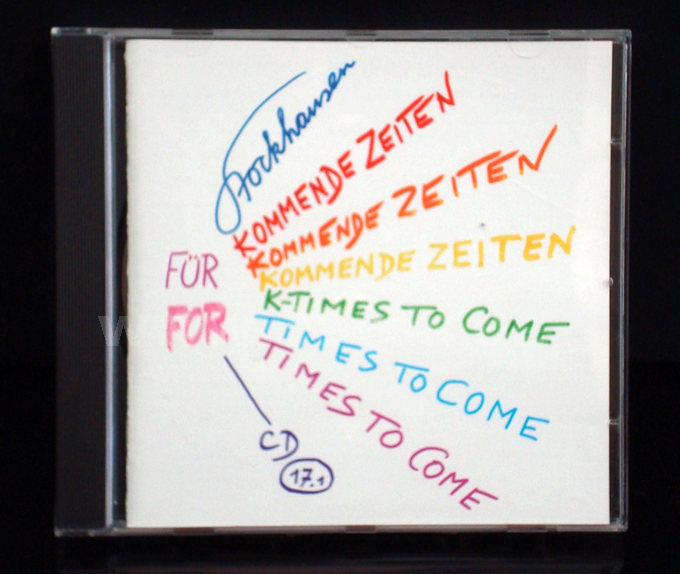 Stockhausen
KOMMENDE ZEITEN
KOMMENDE ZEITEN
FÜR KOMMENDE ZEITEN
FOR K-TIMES TO COME
TIMES TO COME
TIMES TO COME
CD
17.1